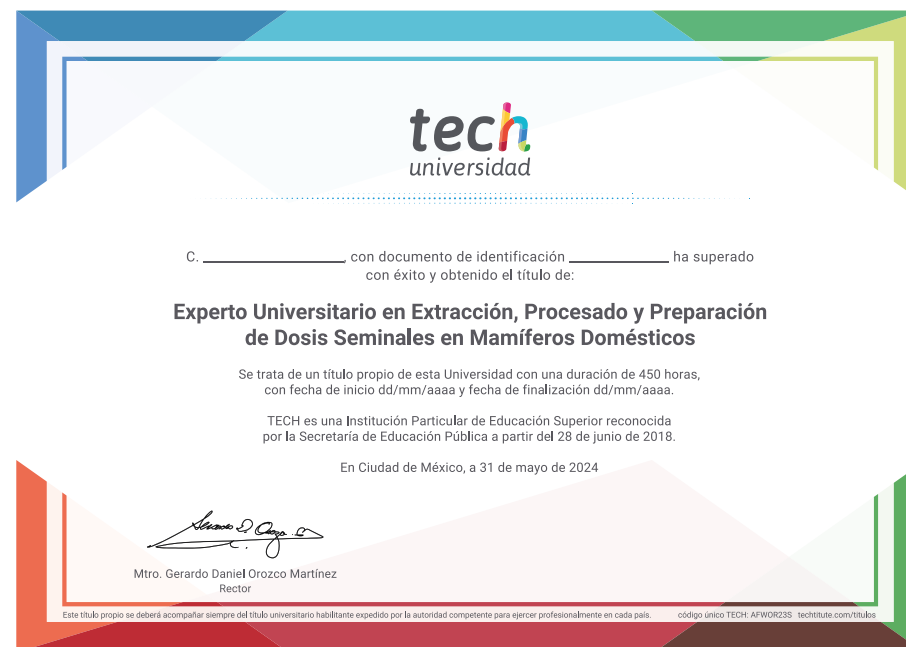 tech
universidad
C. ____________, con documento de identificación ____________ ha superado
con éxito y obtenido el título de:
Experto Universitario en Extracción, Procesado y Preparación
de Dosis Seminales en Mamíferos Domésticos
Se trata de un título propio de esta Universidad con una duración de 450 horas,
con fecha de inicio dd/mm/aaaa y fecha de finalización dd/mm/aaaa.
TECH es una Institución Particular de Educación Superior reconocida
por la Secretaría de Educación Pública a partir del 28 de junio de 2018.
En Ciudad de México, a 31 de mayo de 2024
Mtro. Gerardo Daniel Orozco Martínez
Rector
Este título propio se deberá acompañar siempre del título universitario habilitante expedido por la autoridad competente para ejercer profesionalmente en cada país. código único TECH: AFWOR23S techtitute.com/titulos